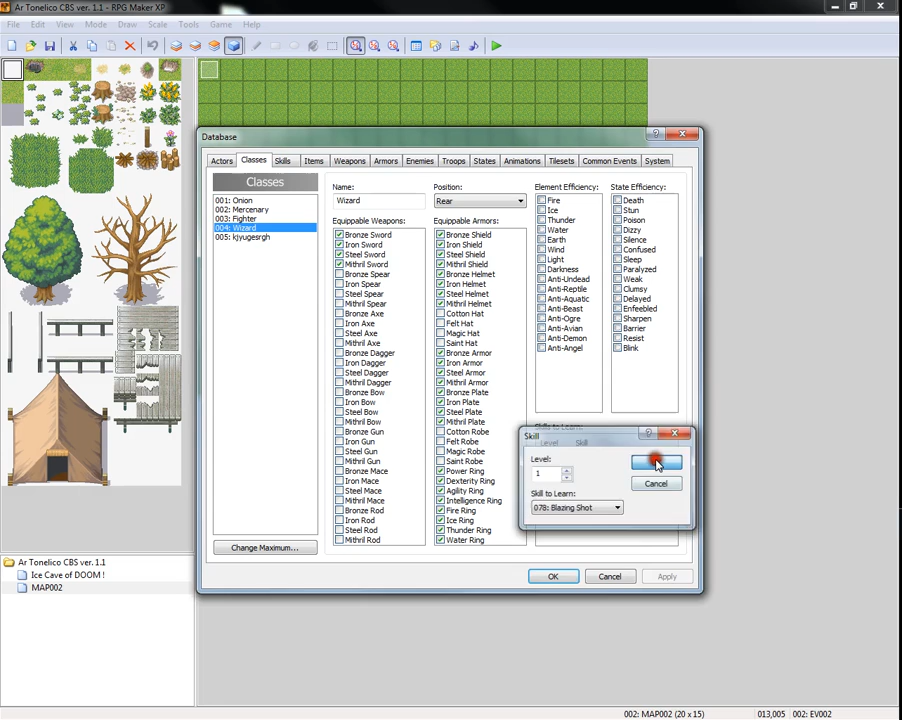 Ar Tonelico CBS ver. 1.1 - RPG Maker XP
File Edit View Mode Draw Scale Tools Game Help
Database
Actors Classes Skills Items Weapons Armors Enemies Troops States Animations Tilesets Common Events System
Classes
001: Onion
002: Mercenary
003: Fighter
004: Wizard
005: kjyugesrgh
Change Maximum...
Name:
Wizard
Position:
Rear
Equippable Weapons:
Bronze Sword
Iron Sword
Steel Sword
Mithril Sword
Bronze Spear
Iron Spear
Steel Spear
Mithril Spear
Bronze Axe
Iron Axe
Steel Axe
Mithril Axe
Bronze Dagger
Iron Dagger
Steel Dagger
Mithril Dagger
Bronze Bow
Iron Bow
Steel Bow
Mithril Bow
Bronze Gun
Iron Gun
Steel Gun
Mithril Gun
Bronze Mace
Iron Mace
Steel Mace
Mithril Mace
Bronze Rod
Iron Rod
Steel Rod
Mithril Rod
Equippable Armors:
Bronze Shield
Iron Shield
Steel Shield
Mithril Shield
Bronze Helmet
Iron Helmet
Steel Helmet
Mithril Helmet
Cotton Hat
Felt Hat
Magic Hat
Saint Hat
Bronze Armor
Iron Armor
Steel Armor
Mithril Armor
Bronze Plate
Iron Plate
Steel Plate
Mithril Plate
Cotton Robe
Felt Robe
Magic Robe
Saint Robe
Power Ring
Dexterity Ring
Agility Ring
Intelligence Ring
Fire Ring
Ice Ring
Thunder Ring
Water Ring
Element Efficiency:
Fire
Ice
Thunder
Water
Earth
Wind
Light
Darkness
Anti-Undead
Anti-Reptile
Anti-Aquatic
Anti-Beast
Anti-Ogre
Anti-Avian
Anti-Demon
Anti-Angel
State Efficiency:
Death
Stun
Poison
Dizzy
Silence
Confused
Sleep
Paralyzed
Weak
Clumsy
Delayed
Enfeebled
Sharpen
Barrier
Resist
Blink
Skills to Learn:
Skill
Level Skill
Level:
1
Skill to Learn:
078: Blazing Shot
Cancel
OK Cancel Apply
Ar Tonelico CBS ver. 1.1
Ice Cave of DOOM !
MAP002
002: MAP002 (20 x 15) 013,005 002: EV002